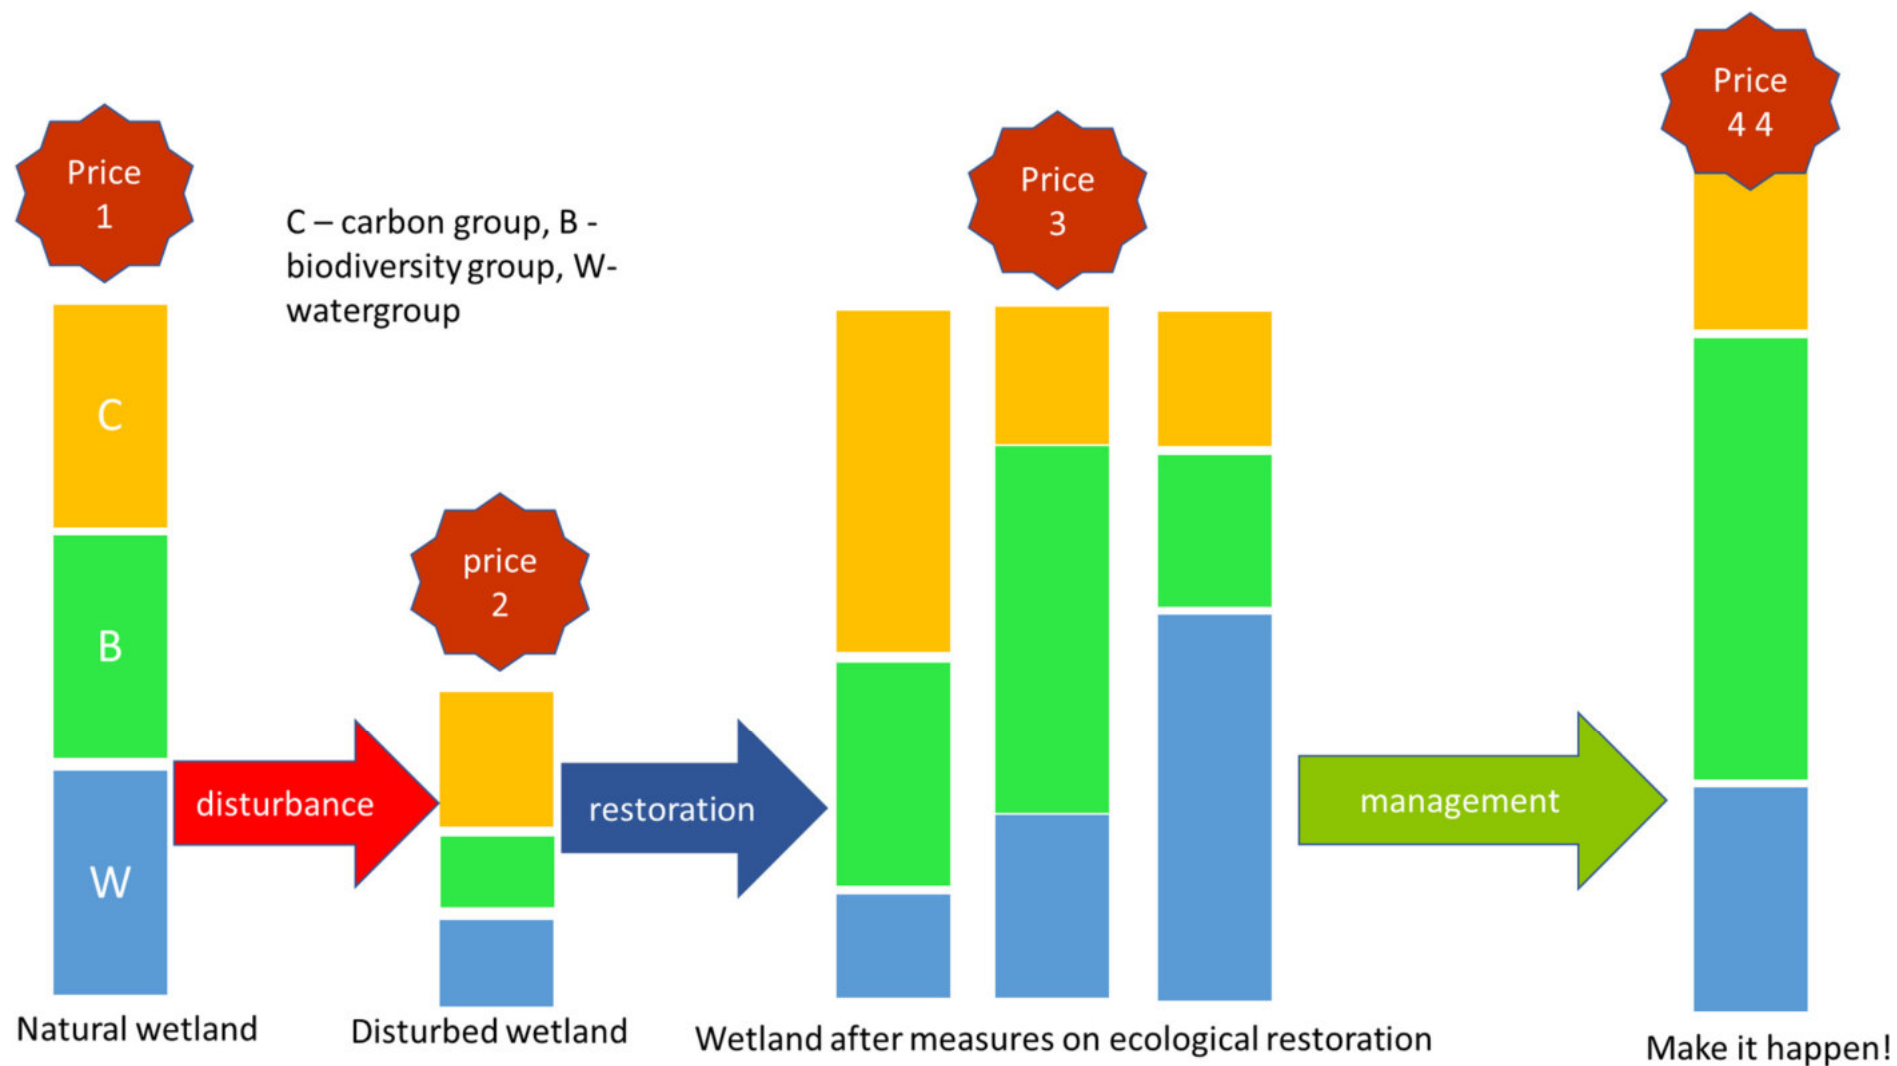 Price
1
C – carbon group, B -
biodiversity group, W-
watergroup
Price
3
Price
4 4
C
B
W
price
2
disturbance
restoration
management
Natural wetland
Disturbed wetland
Wetland after measures on ecological restoration
Make it happen!